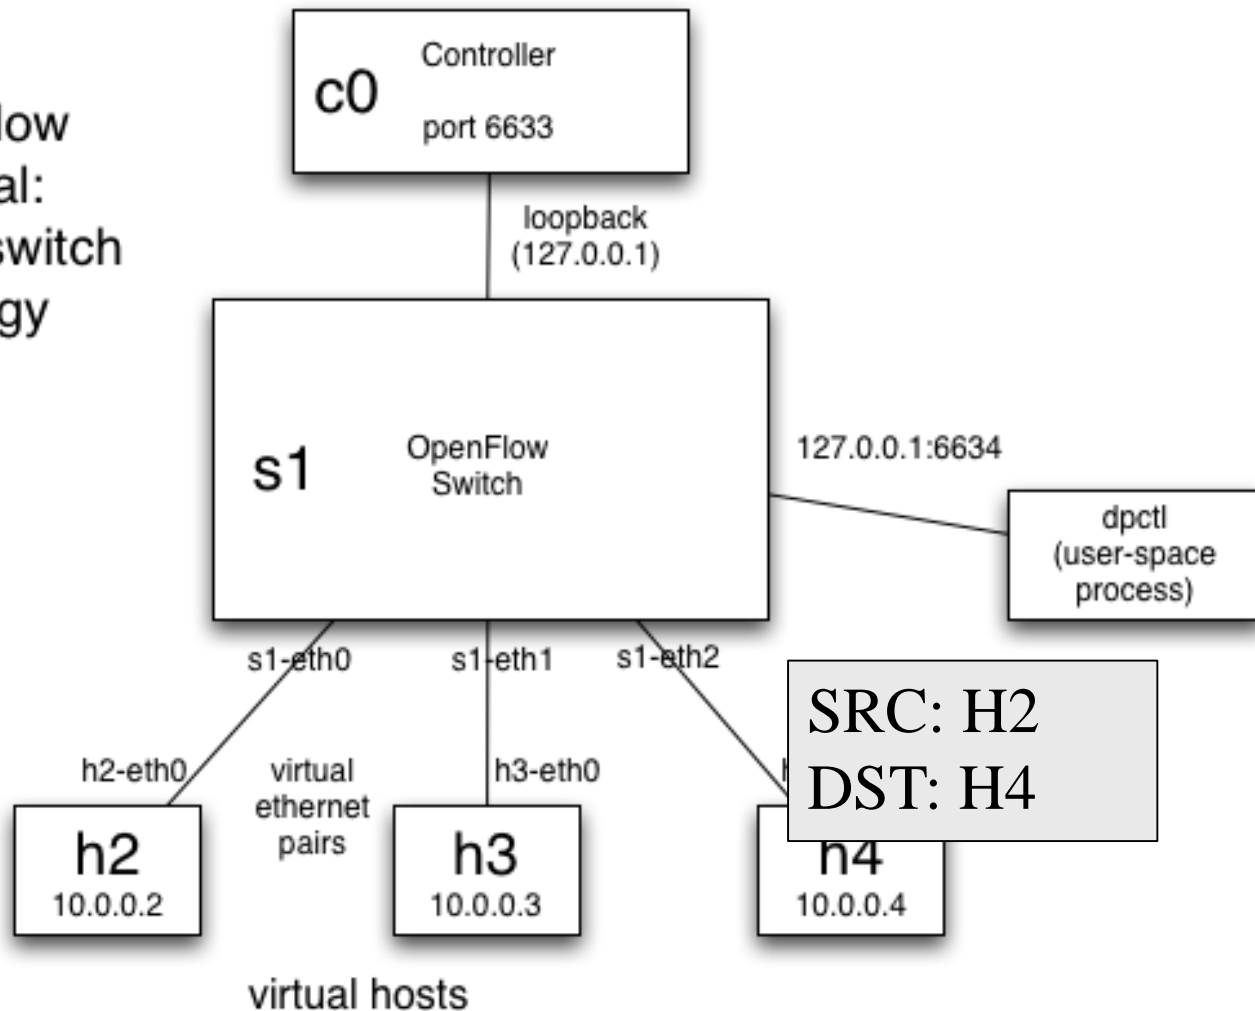 Controller
c0
port 6633
low
al:
switch
gy
loopback
(127.0.0.1)
s1
OpenFlow
Switch
127.0.0.1:6634
dpctl
(user-space
process)
s1-eth0
s1-eth1
s1-eth2
SRC: H2
DST: H4
h2-eth0
virtual
ethernet
pairs
h3-eth0
h2
10.0.0.2
h3
10.0.0.3
h4
10.0.0.4
virtual hosts